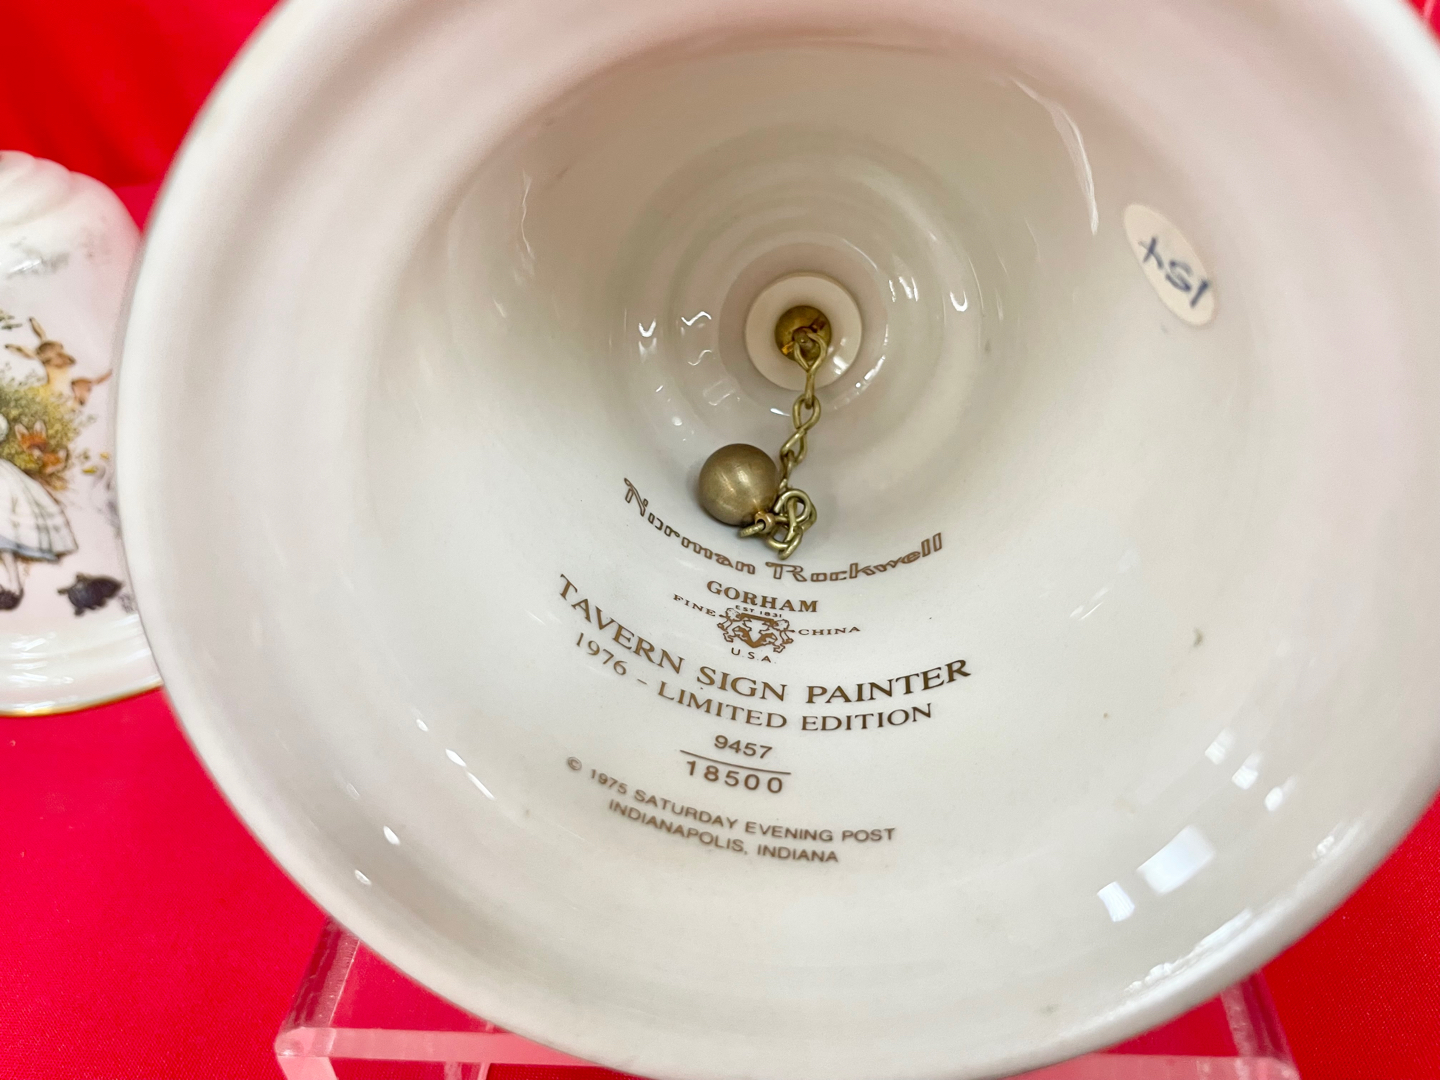 154
Norman Rockwell
GORHAM
EST 1831
FINE CHINA
U.S.A.
TAVERN SIGN PAINTER
1976 - LIMITED EDITION
9457
18500
© 1975 SATURDAY EVENING POST
INDIANAPOLIS, INDIANA